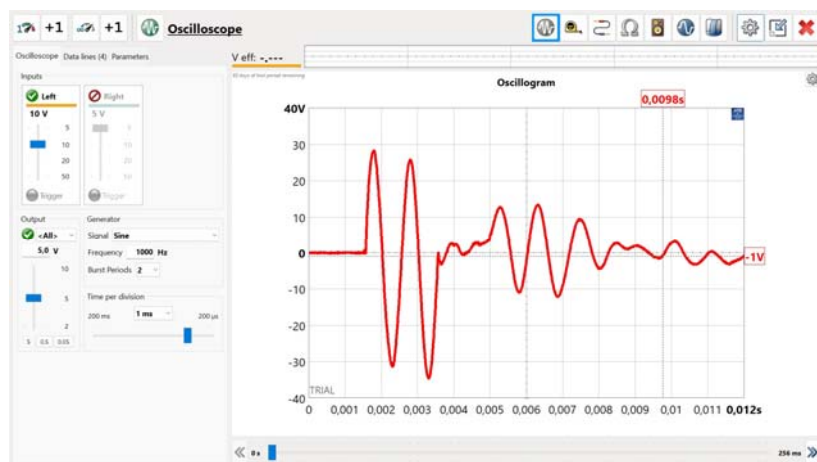 +1 +1 Oscilloscope
Oscilloscope Data lines (4) Parameters
V eff: -,---
Inputs
Left Right
10 V 5 V
5
10
20
50
Trigger Trigger
Output
<All>
5,0 V
10
5
2
5 0.5 0.05
Generator
Signal Sine
Frequency 1000 Hz
Burst Periods 2
Time per division
200 ms 1 ms 200 µs
Oscillogram
0,0098s
40V
30
20
10
0
-10
-20
-30
-40
-1V
TRIAL
0 0,001 0,002 0,003 0,004 0,005 0,006 0,007 0,008 0,009 0,01 0,011 0,012s
0 s 256 ms